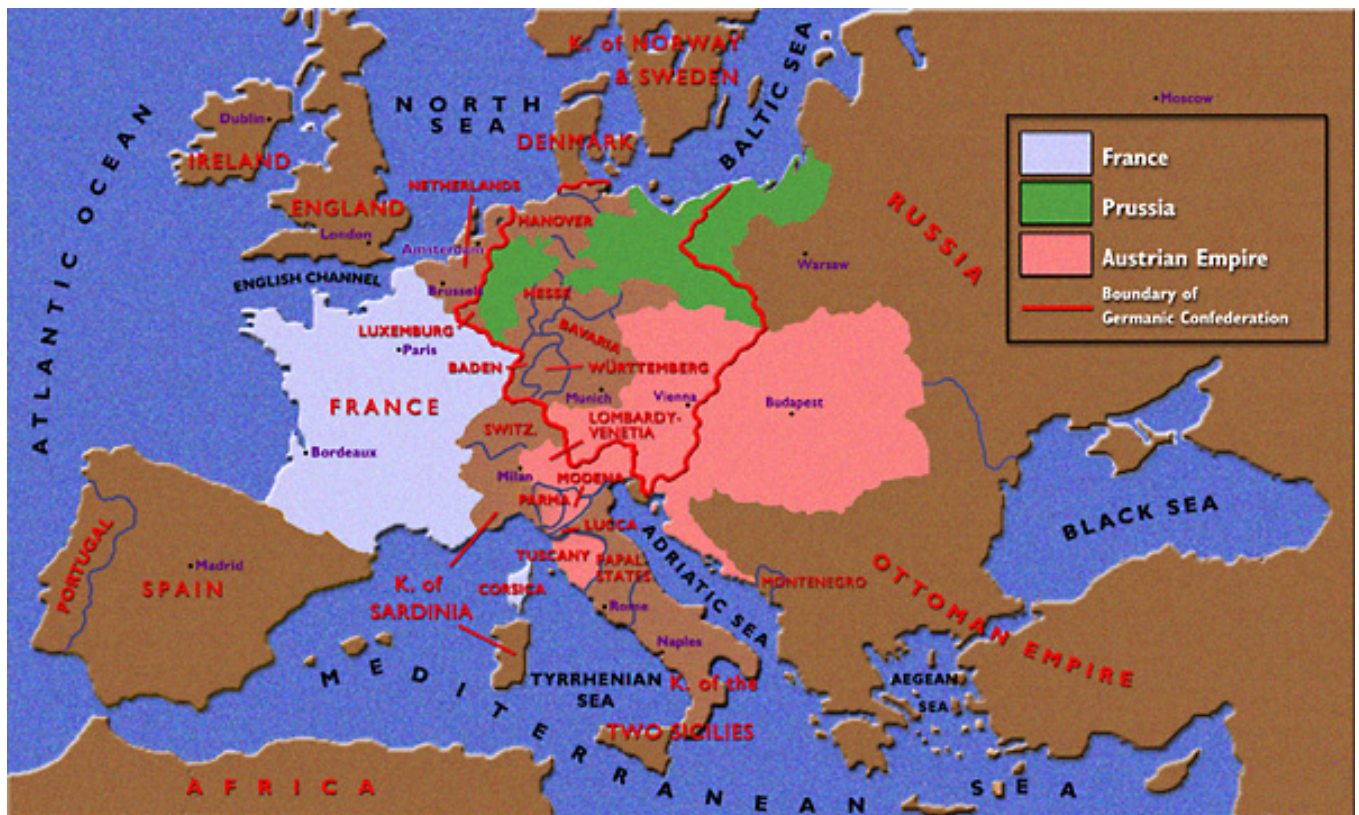 K. of NORWAY
& SWEDEN
BALTIC SEA
Moscow
NORTH
SEA
Dublin
IRELAND
DENMARK
ATLANTIC OCEAN
NETHERLANDS
ENGLAND
London
HANOVER
Amsterdam
RUSSIA
France
Prussia
Austrian Empire
Boundary of
Germanic Confederation
Warsaw
ENGLISH CHANNEL
Brussels
HESSE
LUXEMBURG
BAVARIA
Paris
BADEN
WÜRTTEMBERG
Munich
Vienna
Budapest
FRANCE
SWITZ.
LOMBARDY-
VENETIA
Bordeaux
Milan
MODENA
PARMA
LUCCA
BLACK SEA
ADRIATIC SEA
TUSCANY
PAPAL
STATES
PORTUGAL
Madrid
SPAIN
K. of
SARDINIA
CORSICA
Rome
MONTENEGRO
OTTOMAN EMPIRE
Naples
TYRRHENIAN
SEA
K. of the
TWO SICILIES
AEGEAN
SEA
MEDITERRANEAN SEA
AFRICA